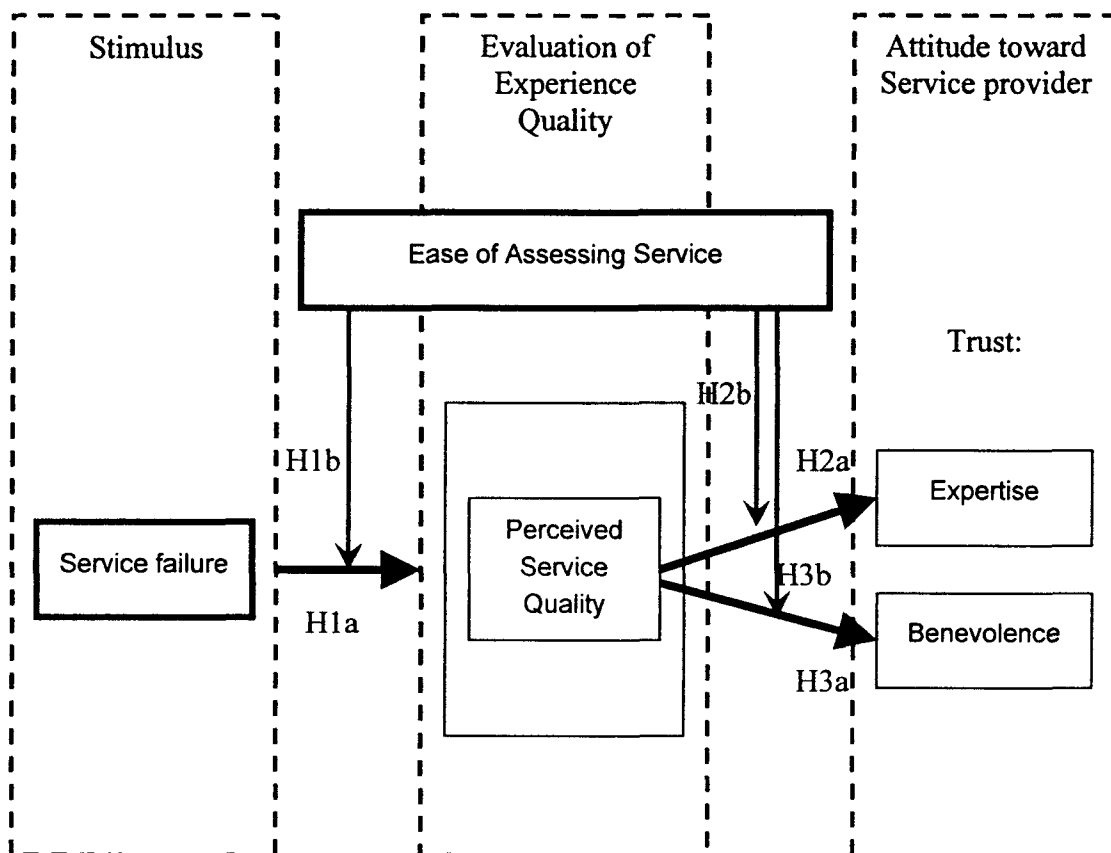 Stimulus
Evaluation of
Experience
Quality
Attitude toward
Service provider
Ease of Assessing Service
Trust:
H2b
H1b
H2a
Expertise
Service failure
Perceived
Service
Quality
H3b
H1a
Benevolence
H3a